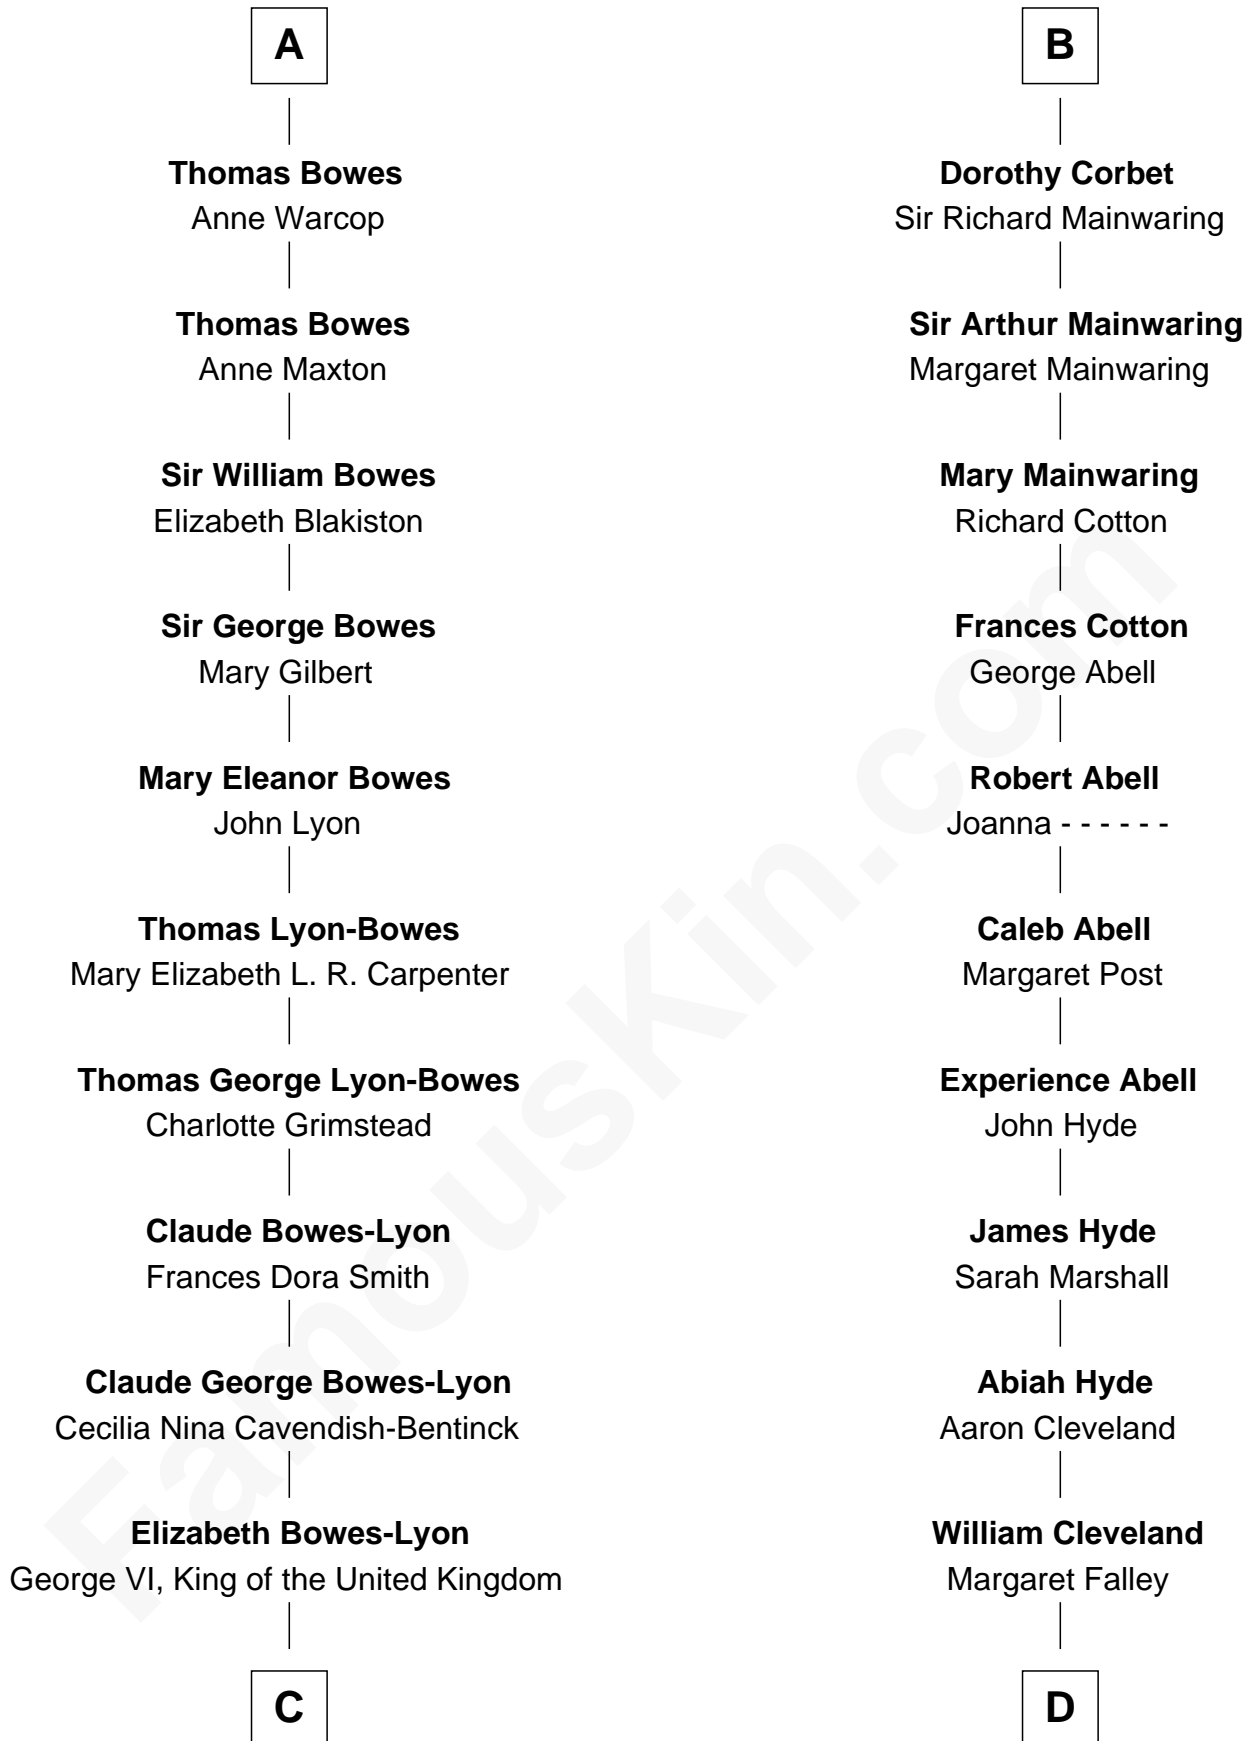 A
Thomas Bowes
Anne Warcop
Thomas Bowes
Anne Maxton
Sir William Bowes
Elizabeth Blakiston
Sir George Bowes
Mary Gilbert
Mary Eleanor Bowes
John Lyon
Thomas Lyon-Bowes
Mary Elizabeth L. R. Carpenter
Thomas George Lyon-Bowes
Charlotte Grimstead
Claude Bowes-Lyon
Frances Dora Smith
Claude George Bowes-Lyon
Cecilia Nina Cavendish-Bentinck
Elizabeth Bowes-Lyon
George VI, King of the United Kingdom
C
B
Dorothy Corbet
Sir Richard Mainwaring
Sir Arthur Mainwaring
Margaret Mainwaring
Mary Mainwaring
Richard Cotton
Frances Cotton
George Abell
Robert Abell
Joanna - - - - - -
Caleb Abell
Margaret Post
Experience Abell
John Hyde
James Hyde
Sarah Marshall
Abiah Hyde
Aaron Cleveland
William Cleveland
Margaret Falley
D
FamousKin.com